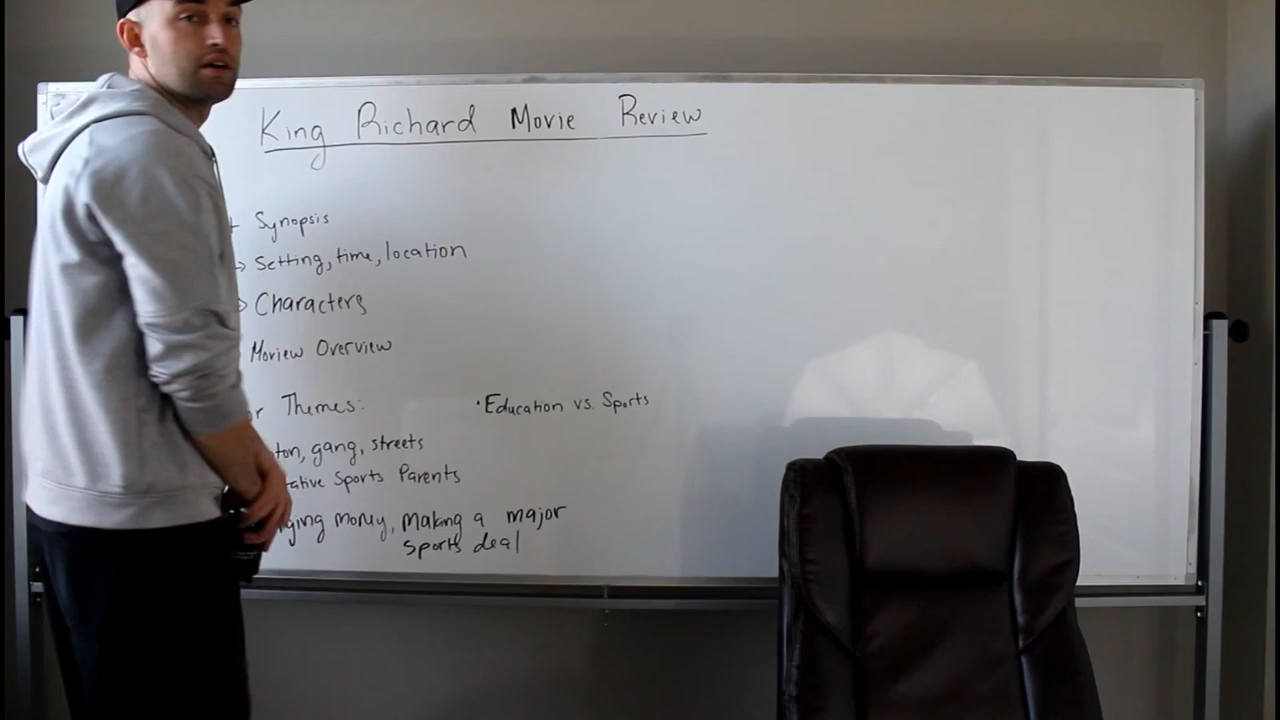 King Richard Movie Review
Synopsis
Setting, time, location
Characters
Moview Overview
Themes:
• Education vs. Sports
gang, streets
Sports Parents
money, making a major
sports deal